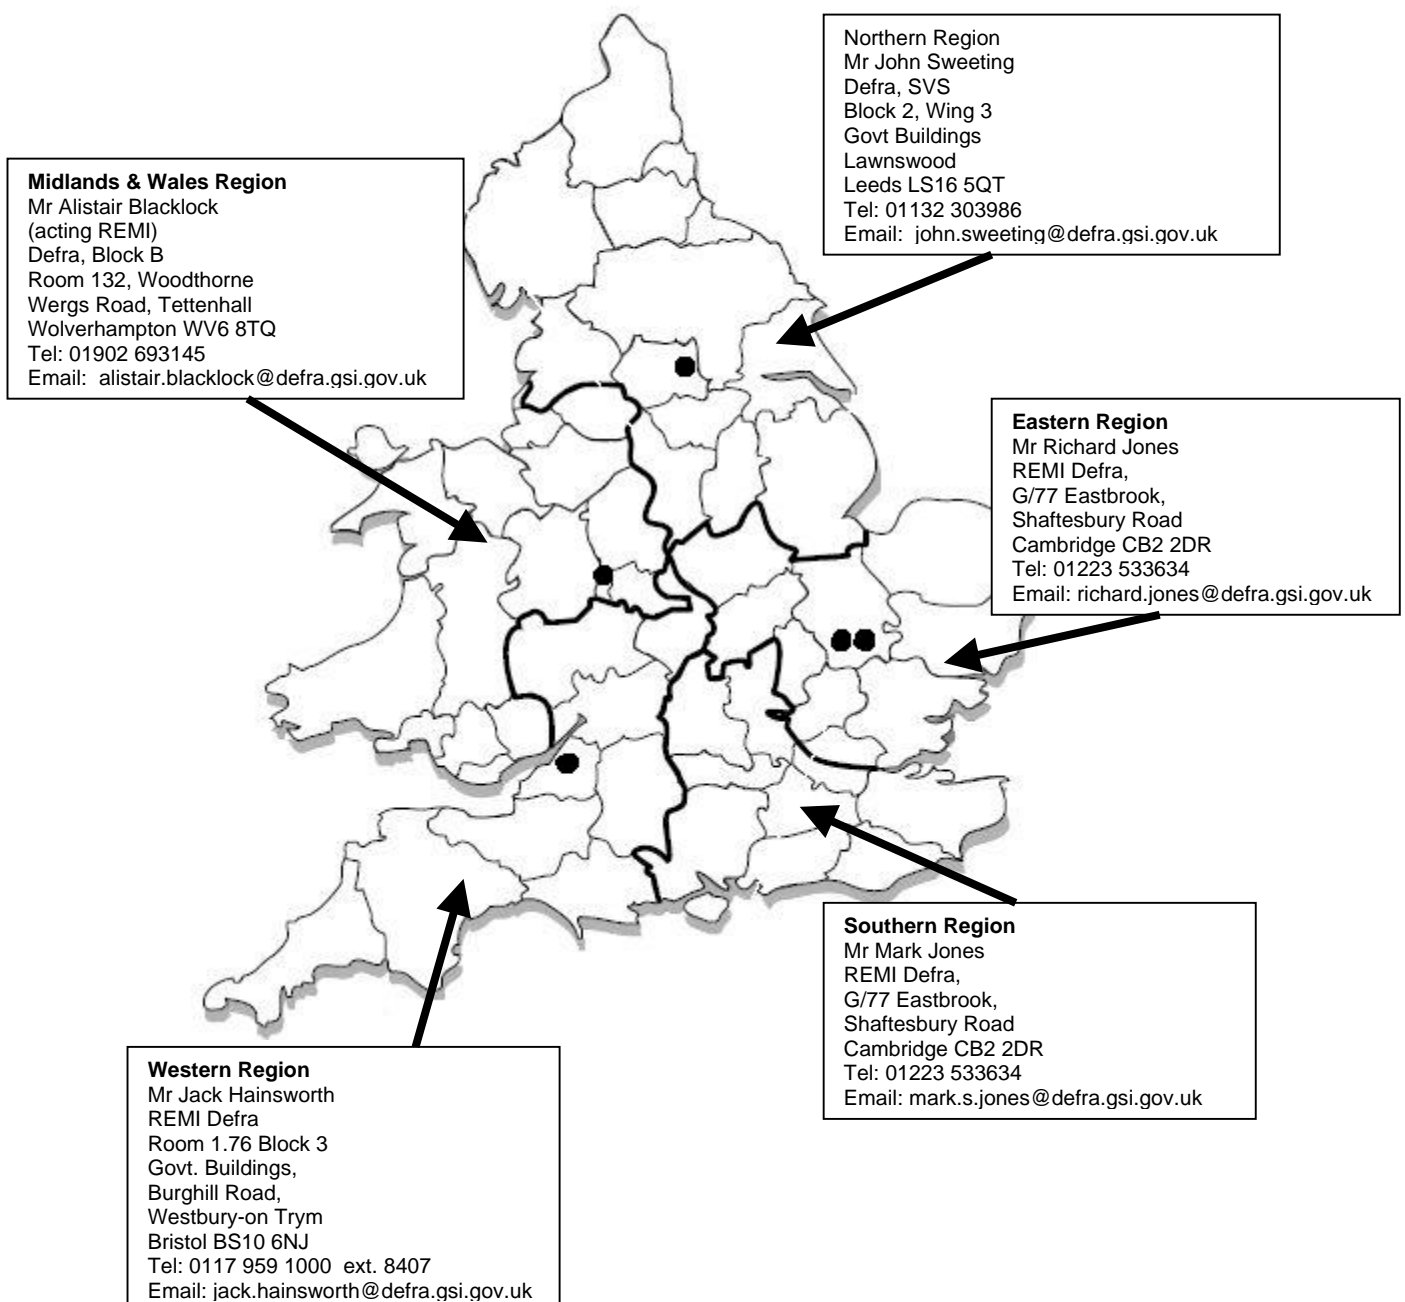 Northern Region
Mr John Sweeting
Defra, SVS
Block 2, Wing 3
Govt Buildings
Lawnswood
Leeds LS16 5QT
Tel: 01132 303986
Email: john.sweeting@defra.gsi.gov.uk
Midlands & Wales Region
Mr Alistair Blacklock
(acting REMI)
Defra, Block B
Room 132, Woodthorne
Wergs Road, Tettenhall
Wolverhampton WV6 8TQ
Tel: 01902 693145
Email: alistair.blacklock@defra.gsi.gov.uk
Eastern Region
Mr Richard Jones
REMI Defra,
G/77 Eastbrook,
Shaftesbury Road
Cambridge CB2 2DR
Tel: 01223 533634
Email: richard.jones@defra.gsi.gov.uk
Southern Region
Mr Mark Jones
REMI Defra,
G/77 Eastbrook,
Shaftesbury Road
Cambridge CB2 2DR
Tel: 01223 533634
Email: mark.s.jones@defra.gsi.gov.uk
Western Region
Mr Jack Hainsworth
REMI Defra
Room 1.76 Block 3
Govt. Buildings,
Burghill Road,
Westbury-on Trym
Bristol BS10 6NJ
Tel: 0117 959 1000 ext. 8407
Email: jack.hainsworth@defra.gsi.gov.uk